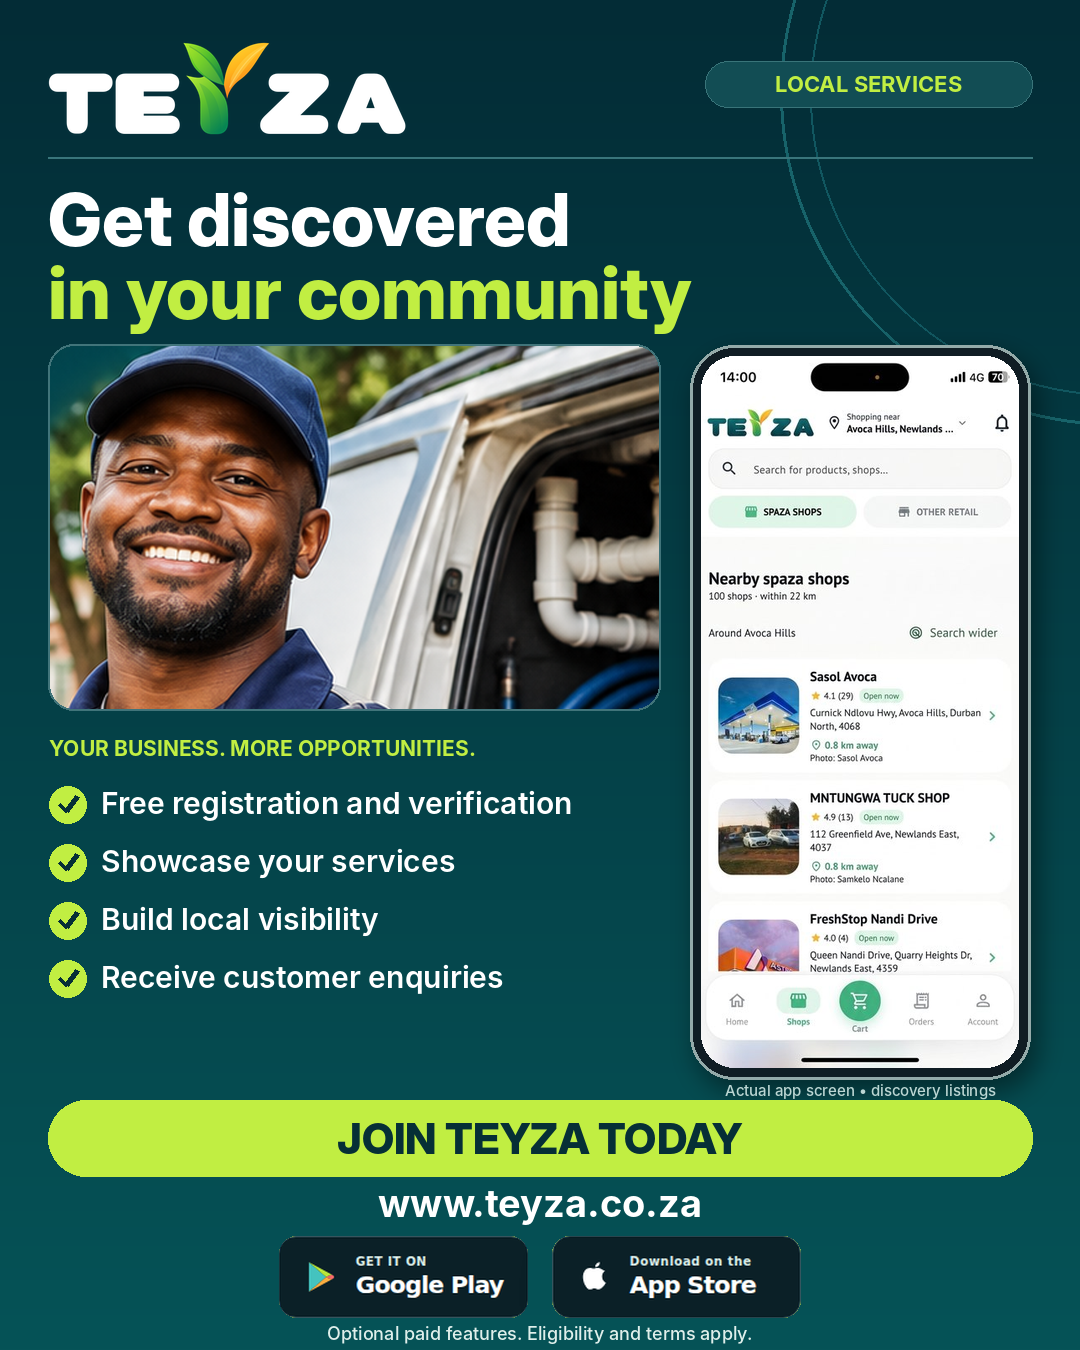 TEYZA
LOCAL SERVICES
Get discovered
in your community
14:00
4G 70
TEYZA
Shopping near
Avoca Hills, Newlands ...
Search for products, shops...
SPAZA SHOPS
OTHER RETAIL
Nearby spaza shops
100 shops · within 22 km
Around Avoca Hills
Search wider
Sasol Avoca
4.1 (29) Open now
Curnick Ndlovu Hwy, Avoca Hills, Durban
North, 4068
0.8 km away
Photo: Sasol Avoca
MNTUNGWA TUCK SHOP
4.9 (13) Open now
112 Greenfield Ave, Newlands East,
4037
0.8 km away
Photo: Samkelo Ncalane
FreshStop Nandi Drive
4.0 (4) Open now
Queen Nandi Drive, Quarry Heights Dr,
Newlands East, 4359
Home
Shops
Cart
Orders
Account
Actual app screen • discovery listings
YOUR BUSINESS. MORE OPPORTUNITIES.
Free registration and verification
Showcase your services
Build local visibility
Receive customer enquiries
JOIN TEYZA TODAY
www.teyza.co.za
GET IT ON
Google Play
Download on the
App Store
Optional paid features. Eligibility and terms apply.